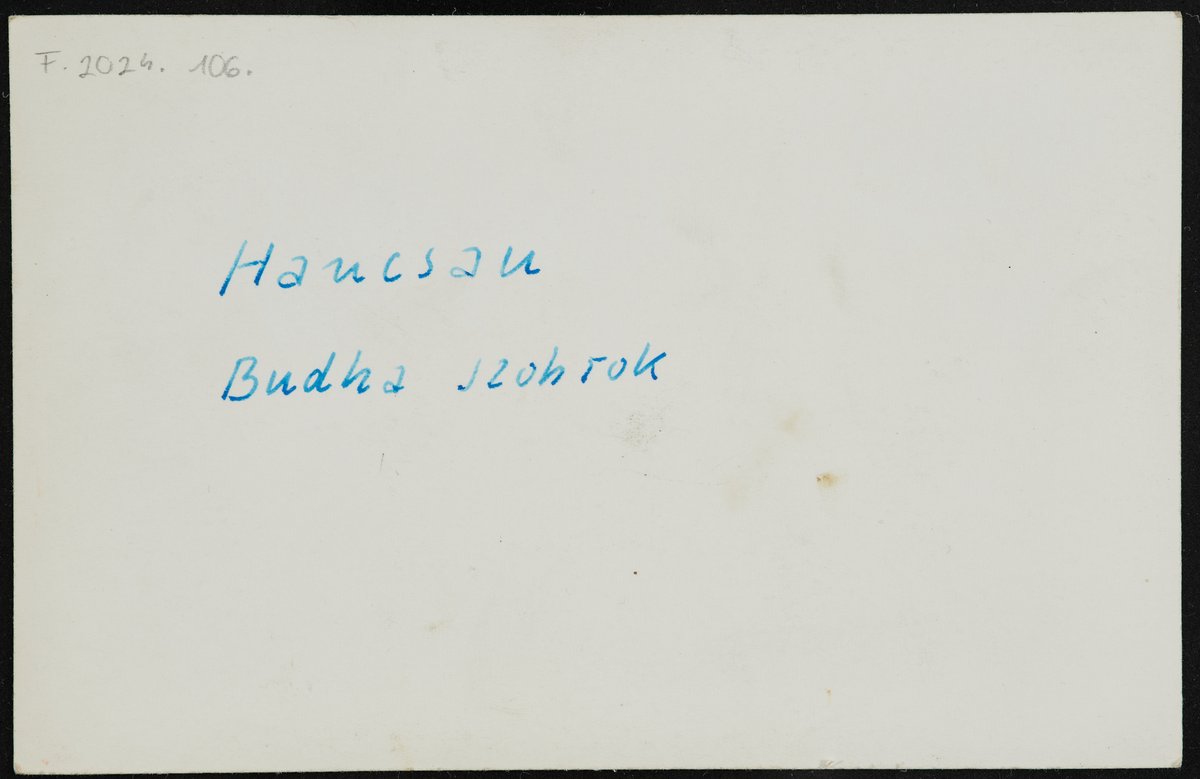 F. 2024. 106.
Hancsau
Budha szobrok